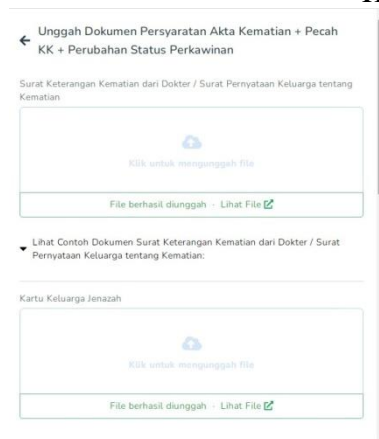 Unggah Dokumen Persyaratan Akta Kematian + Pecah
KK + Perubahan Status Perkawinan
Surat Keterangan Kematian dari Dokter / Surat Pernyataan Keluarga tentang
Kematian
Klik untuk mengunggah file
File berhasil diunggah · Lihat File
Lihat Contoh Dokumen Surat Keterangan Kematian dari Dokter / Surat
Pernyataan Keluarga tentang Kematian:
Kartu Keluarga Jenazah
Klik untuk mengunggah file
File berhasil diunggah · Lihat File